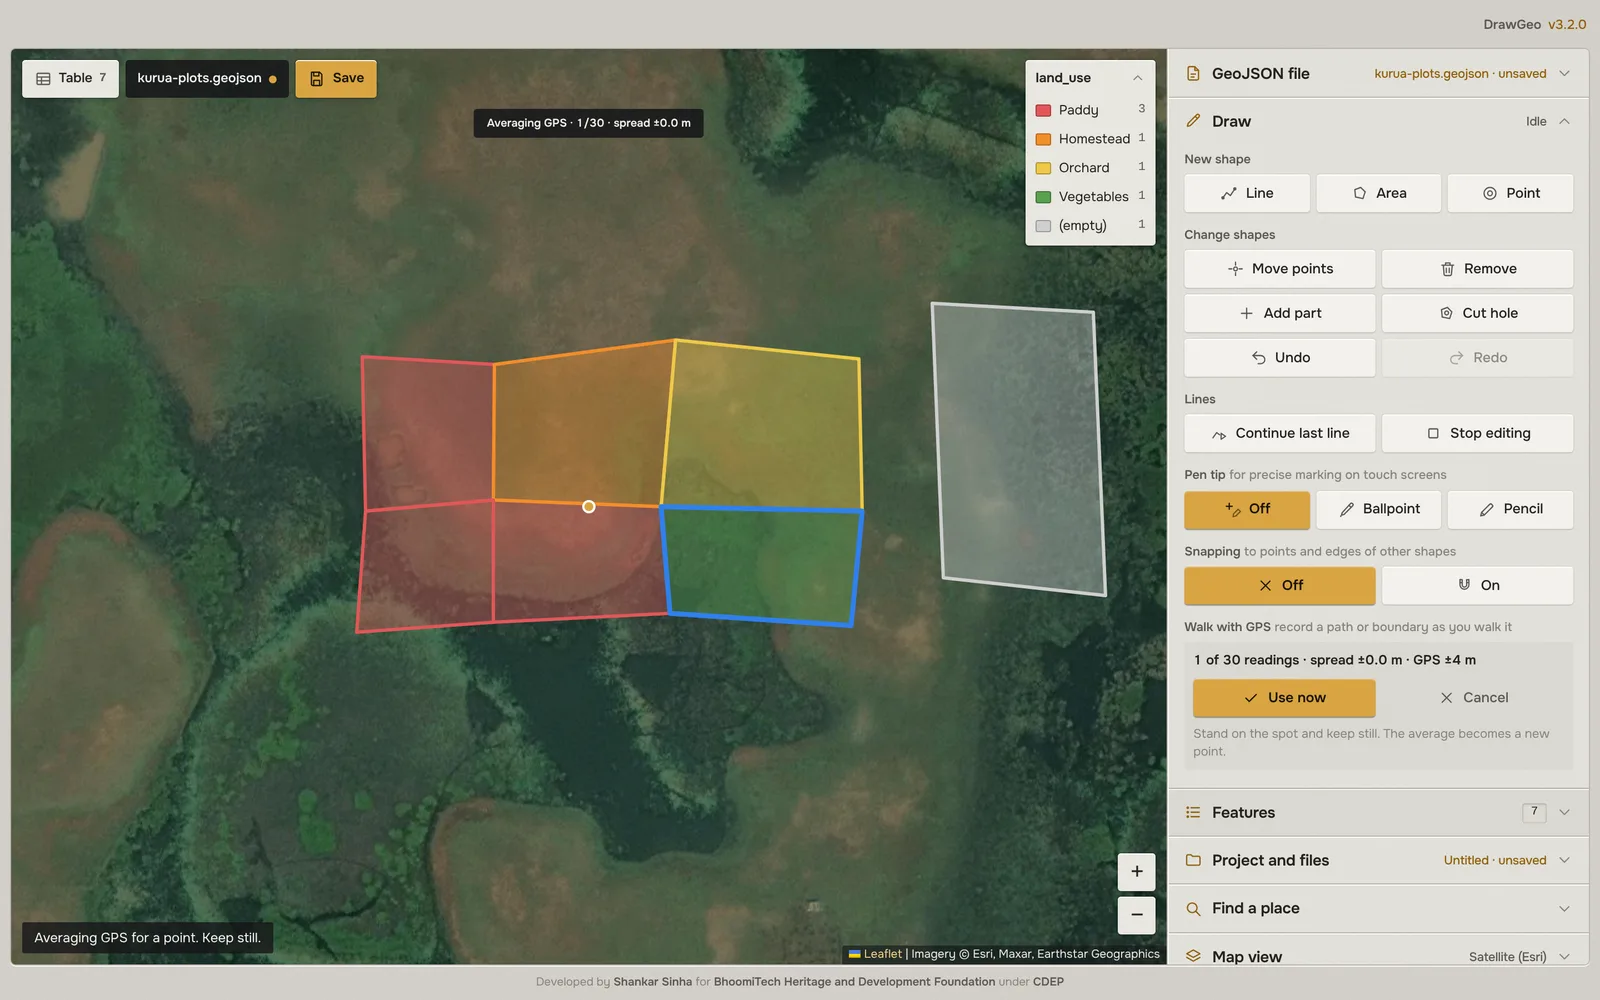 DrawGeo v3.2.0
Table 7
kurua-plots.geojson
Save
Averaging GPS · 1/30 · spread ±0.0 m
land_use
Paddy 3
Homestead 1
Orchard 1
Vegetables 1
(empty) 1
+
−
Averaging GPS for a point. Keep still.
Leaflet | Imagery © Esri, Maxar, Earthstar Geographics
GeoJSON file kurua-plots.geojson · unsaved
Draw Idle
New shape
Line Area Point
Change shapes
Move points Remove
Add part Cut hole
Undo Redo
Lines
Continue last line Stop editing
Pen tip for precise marking on touch screens
Off Ballpoint Pencil
Snapping to points and edges of other shapes
Off On
Walk with GPS record a path or boundary as you walk it
1 of 30 readings · spread ±0.0 m · GPS ±4 m
Use now Cancel
Stand on the spot and keep still. The average becomes a new
point.
Features 7
Project and files Untitled · unsaved
Find a place
Map view Satellite (Esri)
Developed by Shankar Sinha for BhoomiTech Heritage and Development Foundation under CDEP